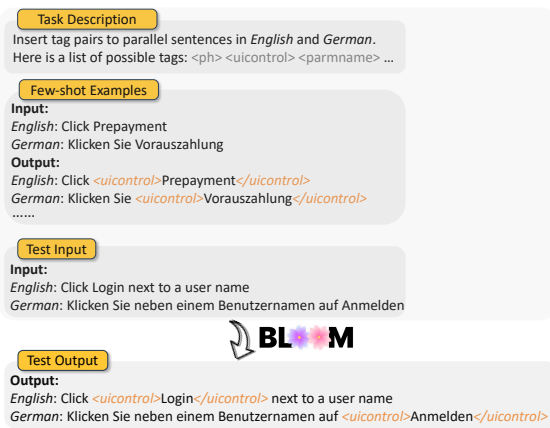 Task Description
Insert tag pairs to parallel sentences in English and German.
Here is a list of possible tags: <ph> <uicontrol> <parmname> ...
Few-shot Examples
Input:
English: Click Prepayment
German: Klicken Sie Vorauszahlung
Output:
English: Click <uicontrol>Prepayment</uicontrol>
German: Klicken Sie <uicontrol>Vorauszahlung</uicontrol>
......
Test Input
Input:
English: Click Login next to a user name
German: Klicken Sie neben einem Benutzernamen auf Anmelden
BLOOM
Test Output
Output:
English: Click <uicontrol>Login</uicontrol> next to a user name
German: Klicken Sie neben einem Benutzernamen auf <uicontrol>Anmelden</uicontrol>